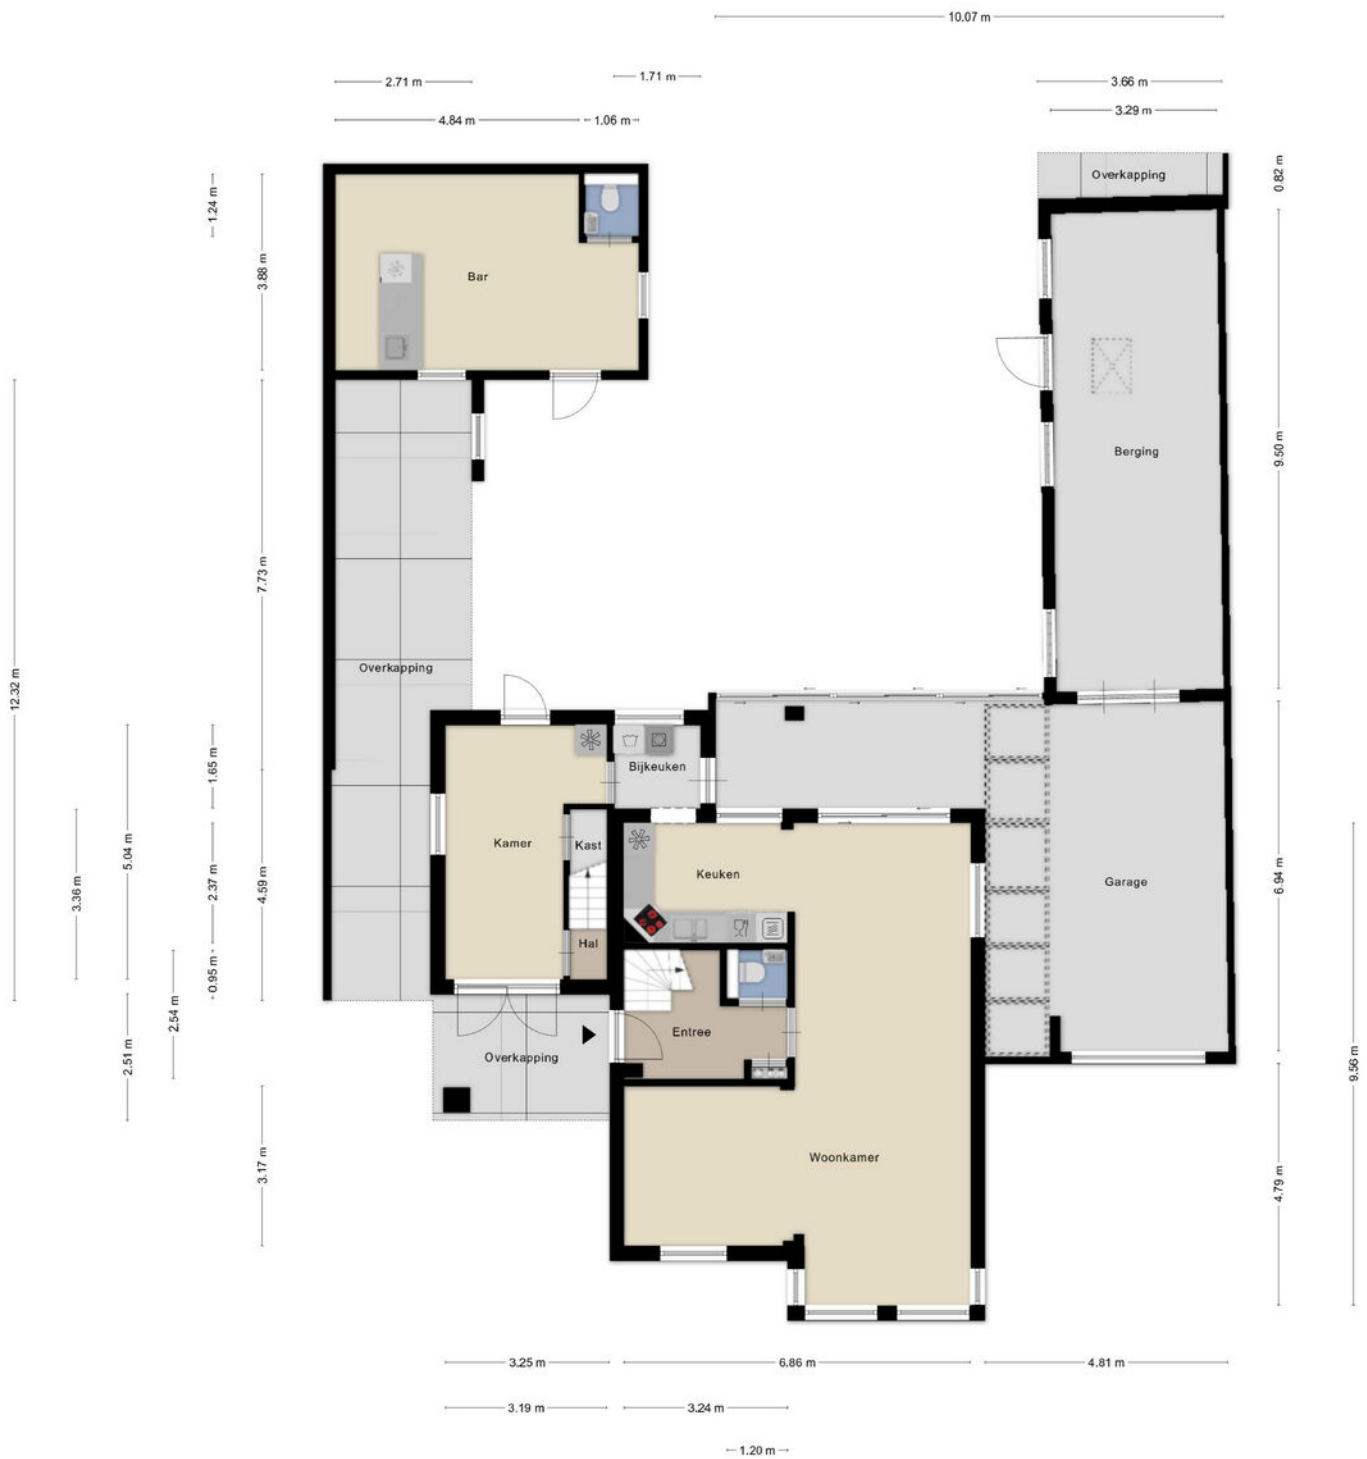 10.07 m
1.71 m
2.71 m
3.66 m
3.29 m
4.84 m
1.06 m
0.82 m
Overkapping
1.24 m
3.88 m
Bar
9.50 m
Berging
7.73 m
12.32 m
Overkapping
1.65 m
Bijkeuken
5.04 m
Kamer
Kast
3.36 m
2.37 m
4.59 m
Keuken
Garage
6.94 m
Hal
0.95 m
2.54 m
Entree
2.51 m
Overkapping
9.56 m
3.17 m
Woonkamer
4.79 m
3.25 m
6.86 m
4.81 m
3.19 m
3.24 m
1.20 m